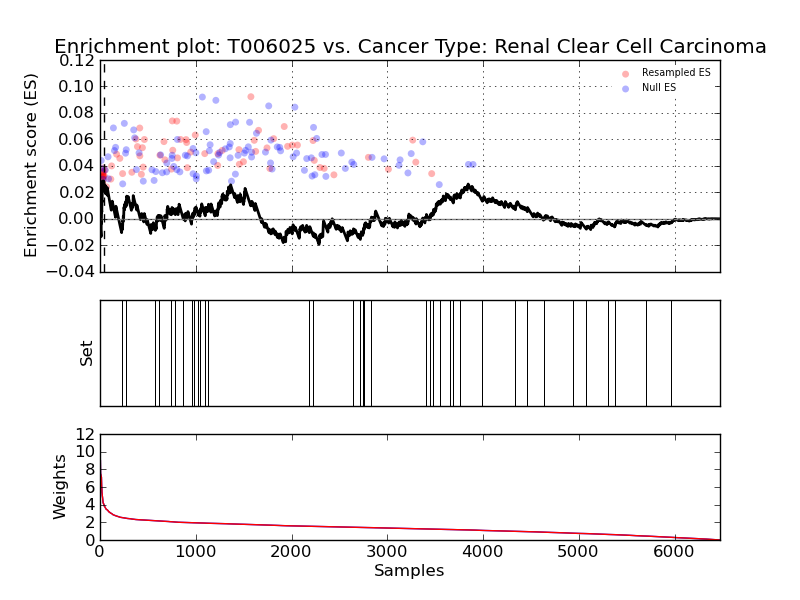 Enrichment plot: T006025 vs. Cancer Type: Renal Clear Cell Carcinoma
0.12
0.10
0.08
0.06
0.04
0.02
0.00
−0.02
−0.04
Enrichment score (ES)
Resampled ES
Null ES
Set
12
10
8
6
4
2
0
Weights
0 1000 2000 3000 4000 5000 6000
Samples